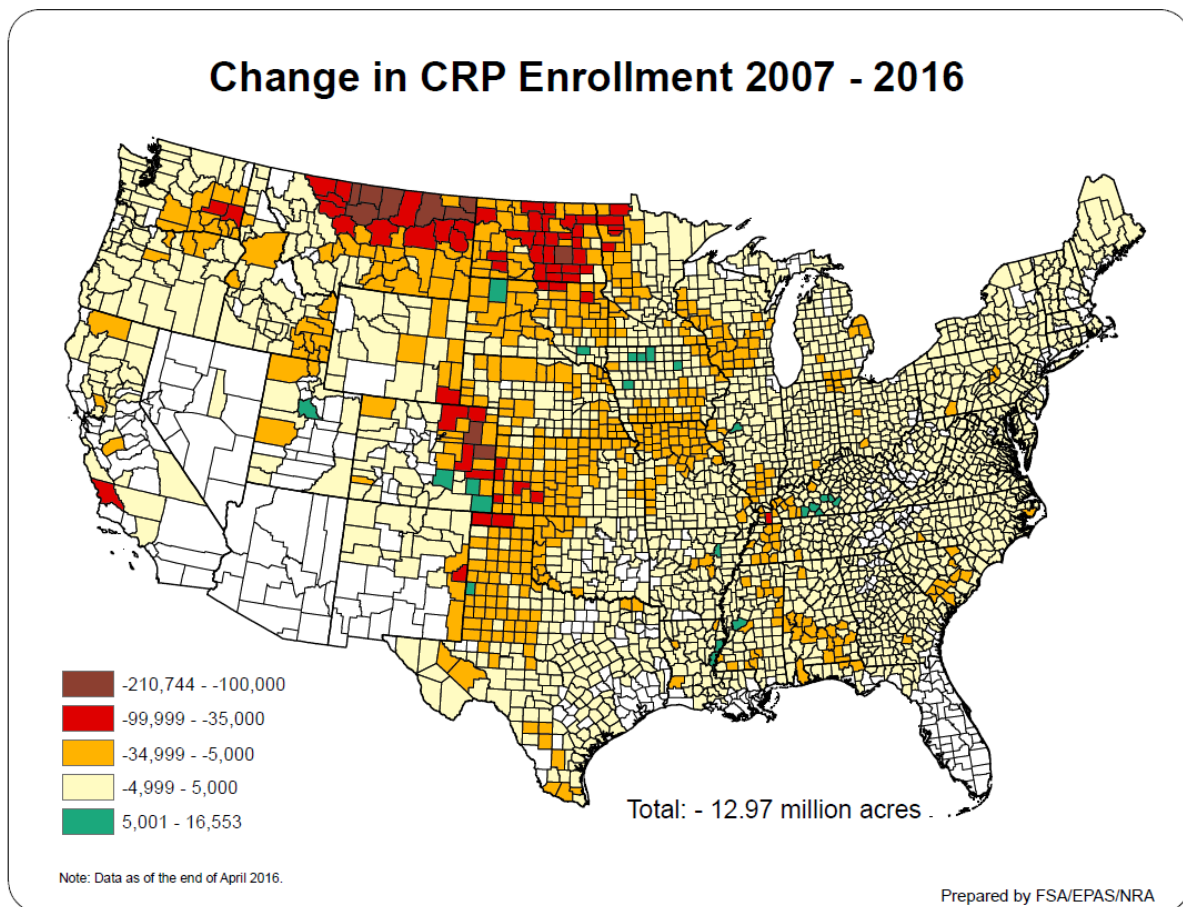 Change in CRP Enrollment 2007 - 2016
-210,744 - -100,000
-99,999 - -35,000
-34,999 - -5,000
-4,999 - 5,000
5,001 - 16,553
Total: - 12.97 million acres
Note: Data as of the end of April 2016.
Prepared by FSA/EPAS/NRA